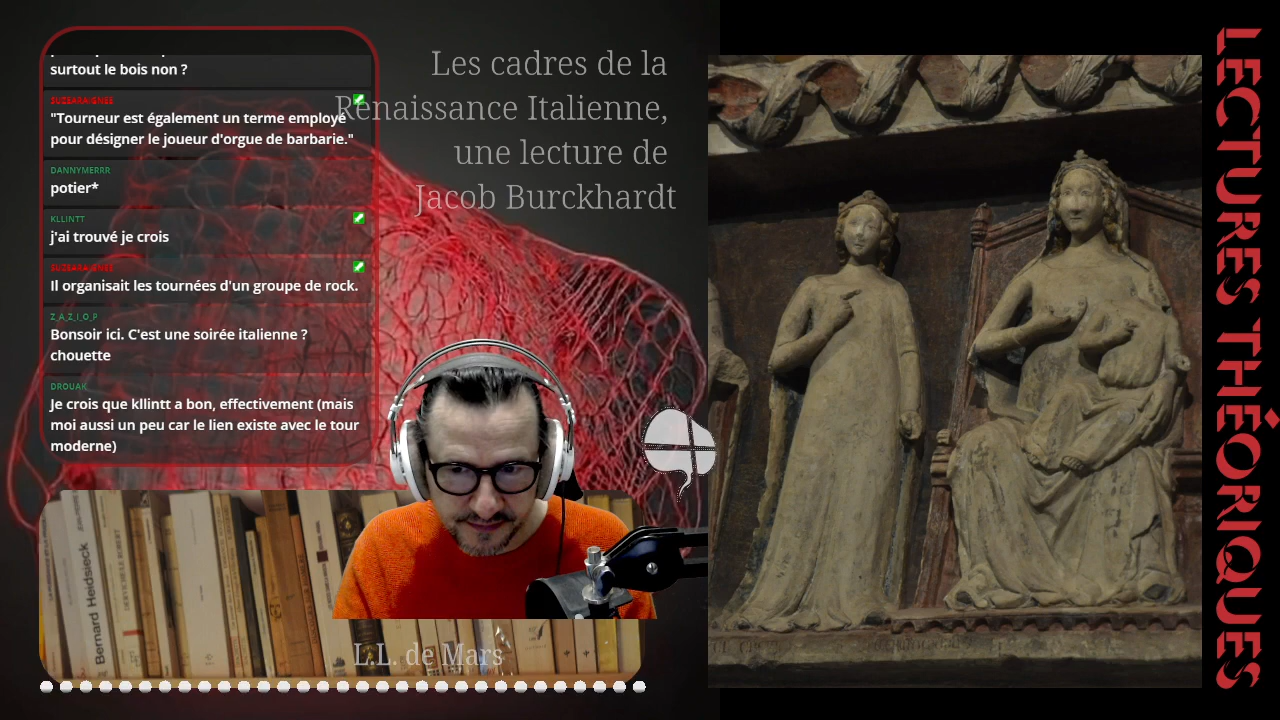 surtout le bois non ?
SUZEARAIGNEE
"Tourneur est également un terme employé
pour désigner le joueur d'orgue de barbarie."
DANNYMERRR
potier*
KLLINTT
j'ai trouvé je crois
SUZEARAIGNEE
Il organisait les tournées d'un groupe de rock.
Z_A_Z_I_O_P
Bonsoir ici. C'est une soirée italienne ?
chouette
DROUAK
Je crois que kllintt a bon, effectivement (mais
moi aussi un peu car le lien existe avec le tour
moderne)
Les cadres de la
Renaissance Italienne,
une lecture de
Jacob Burckhardt
Bernard Heidsieck
L.L. de Mars
LECTURES THÉORIQUES